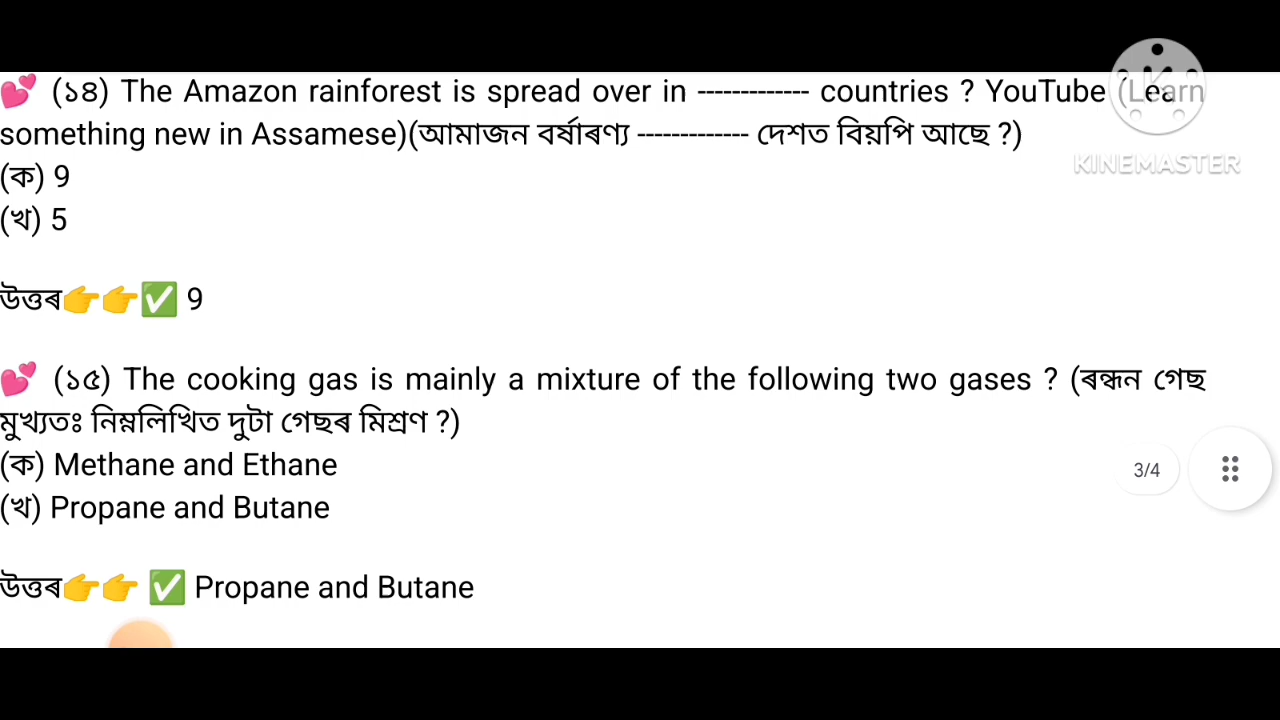 💕 (১৪) The Amazon rainforest is spread over in ------------- countries ? YouTube (Learn
something new in Assamese)(আমাজন বৰ্ষাৰণ্য ------------- দেশত বিয়পি আছে ?)
KINEMASTER
(ক) 9
(খ) 5
উত্তৰ👉👉✅ 9
💕 (১৫) The cooking gas is mainly a mixture of the following two gases ? (ৰন্ধন গেছ
মুখ্যতঃ নিম্নলিখিত দুটা গেছৰ মিশ্ৰণ ?)
(ক) Methane and Ethane
3/4
(খ) Propane and Butane
উত্তৰ👉👉 ✅ Propane and Butane